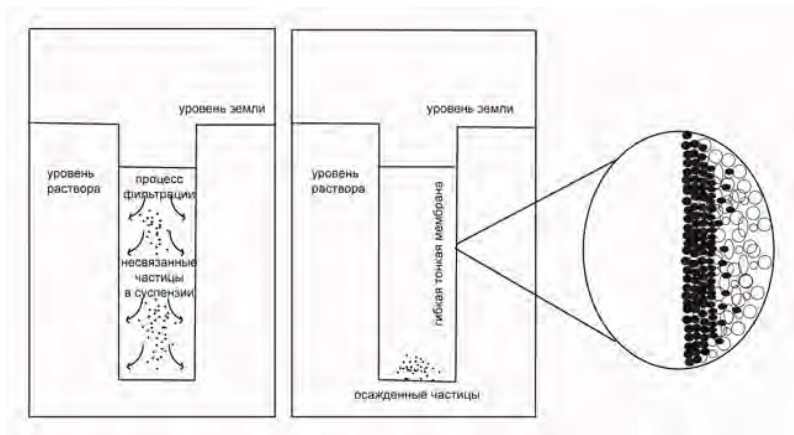 уровень земли
уровень
раствора
процесс
фильтрации
несвязанные
частицы
в суспензии
уровень земли
уровень
раствора
гибкая тонкая мембрана
осажденные частицы